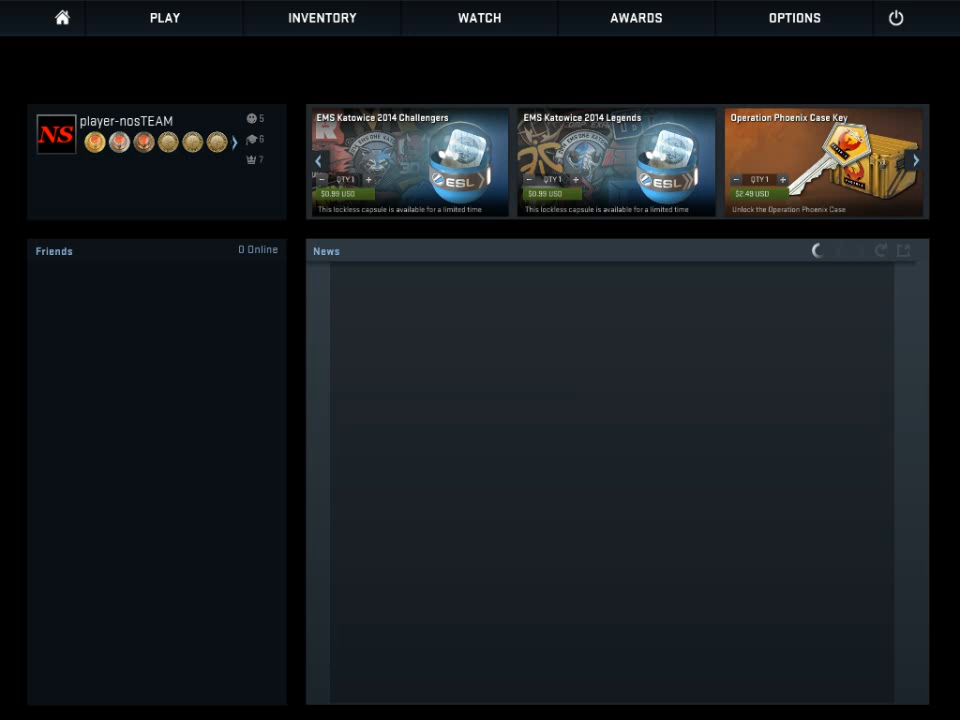 PLAY
INVENTORY
WATCH
AWARDS
OPTIONS
NS
player-nosTEAM
5
6
7
EMS Katowice 2014 Challengers
QTY 1
$0.99 USD
This lockless capsule is available for a limited time
EMS Katowice 2014 Legends
QTY 1
$0.99 USD
This lockless capsule is available for a limited time
Operation Phoenix Case Key
QTY 1
$2.49 USD
Unlock the Operation Phoenix Case
ESL
ESL
Friends
0 Online
News